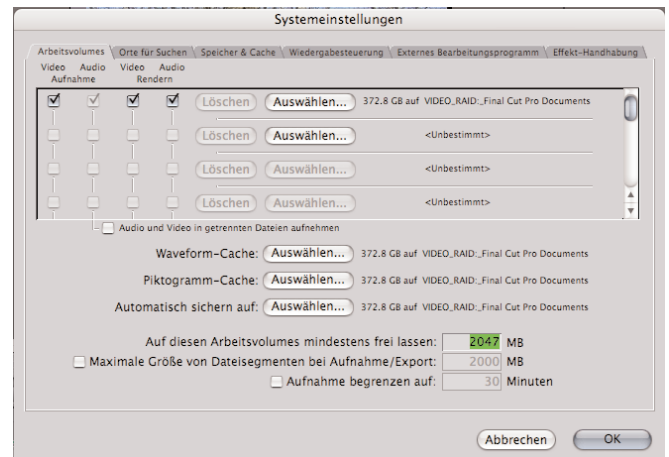 Systemeinstellungen
Arbeitsvolumes Orte für Suchen Speicher & Cache Wiedergabesteuerung Externes Bearbeitungsprogramm Effekt-Handhabung
Video Audio Video Audio
Aufnahme Rendern
Löschen Auswählen... 372.8 GB auf VIDEO_RAID:_Final Cut Pro Documents
Löschen Auswählen... <Unbestimmt>
Löschen Auswählen... <Unbestimmt>
Löschen Auswählen... <Unbestimmt>
Audio und Video in getrennten Dateien aufnehmen
Waveform-Cache: Auswählen... 372.8 GB auf VIDEO_RAID:_Final Cut Pro Documents
Piktogramm-Cache: Auswählen... 372.8 GB auf VIDEO_RAID:_Final Cut Pro Documents
Automatisch sichern auf: Auswählen... 372.8 GB auf VIDEO_RAID:_Final Cut Pro Documents
Auf diesen Arbeitsvolumes mindestens frei lassen: 2047 MB
Maximale Größe von Dateisegmenten bei Aufnahme/Export: 2000 MB
Aufnahme begrenzen auf: 30 Minuten
Abbrechen OK